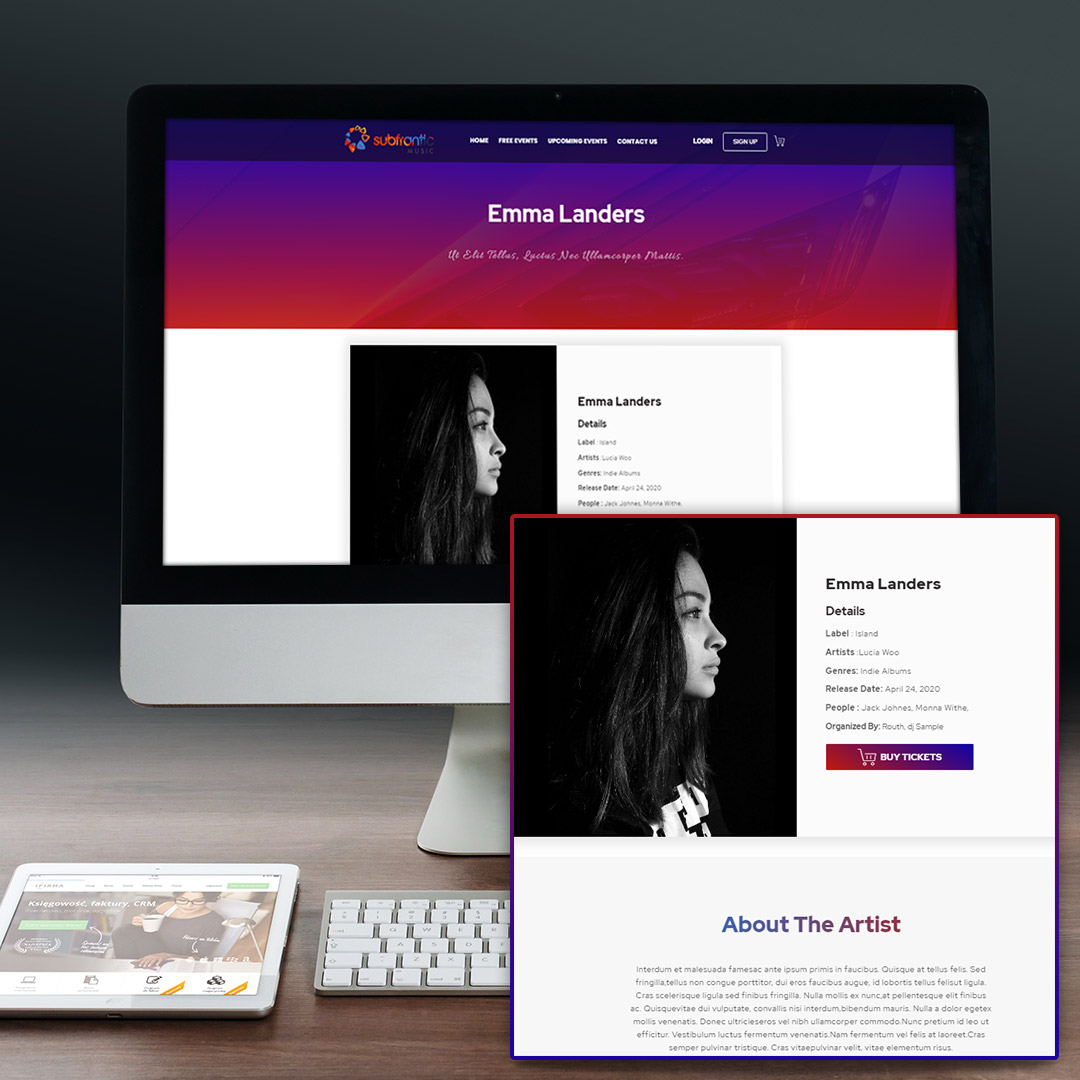 subfrantic
MUSIC
HOME FREE EVENTS UPCOMING EVENTS CONTACT US LOGIN SIGN UP
Emma Landers
Ut Elit Tellus, Luctus Nec Ullamcorper Mattis.
Emma Landers
Details
Label : Island
Artists :Lucia Woo
Genres: Indie Albums
Release Date: April 24, 2020
People : Jack Johnes, Monna Withe,
Emma Landers
Details
Label : Island
Artists :Lucia Woo
Genres: Indie Albums
Release Date: April 24, 2020
People : Jack Johnes, Monna Withe,
Organized By: Routh, dj Sample
BUY TICKETS
About The Artist
Interdum et malesuada famesac ante ipsum primis in faucibus. Quisque at tellus felis. Sed
fringilla,tellus non congue porttitor, dui eros faucibus augue, id lobortis tellus felisut ligula.
Cras scelerisque ligula sed finibus fringilla. Nulla mollis ex nunc,at pellentesque elit finibus
ac. Quisquevitae dui vulputate, convallis nisi interdum,bibendum mauris. Nulla a dolor egetex
mollis venenatis. Donec ultricieseros vel nibh ullamcorper commodo.Nunc pretium id leo ut
efficitur. Vestibulum luctus fermentum venenatis.Nam fermentum vel felis at laoreet.Cras
semper pulvinar tristique. Cras vitaepulvinar velit, vitae elementum risus.
IFIRMA
Księgowość, faktury, CRM